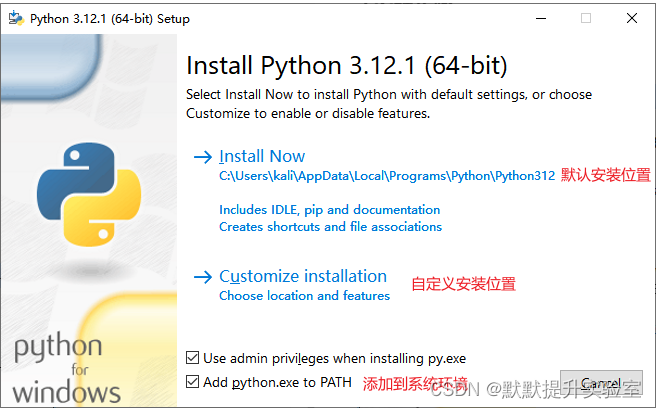 Python 3.12.1 (64-bit) Setup
Install Python 3.12.1 (64-bit)
Select Install Now to install Python with default settings, or choose
Customize to enable or disable features.
Install Now
C:\Users\kali\AppData\Local\Programs\Python\Python312 默认安装位置
Includes IDLE, pip and documentation
Creates shortcuts and file associations
Customize installation 自定义安装位置
Choose location and features
Use admin privileges when installing py.exe
Add python.exe to PATH 添加到系统环境
Cancel
CSDN @默默提升实验室
python
for
windows